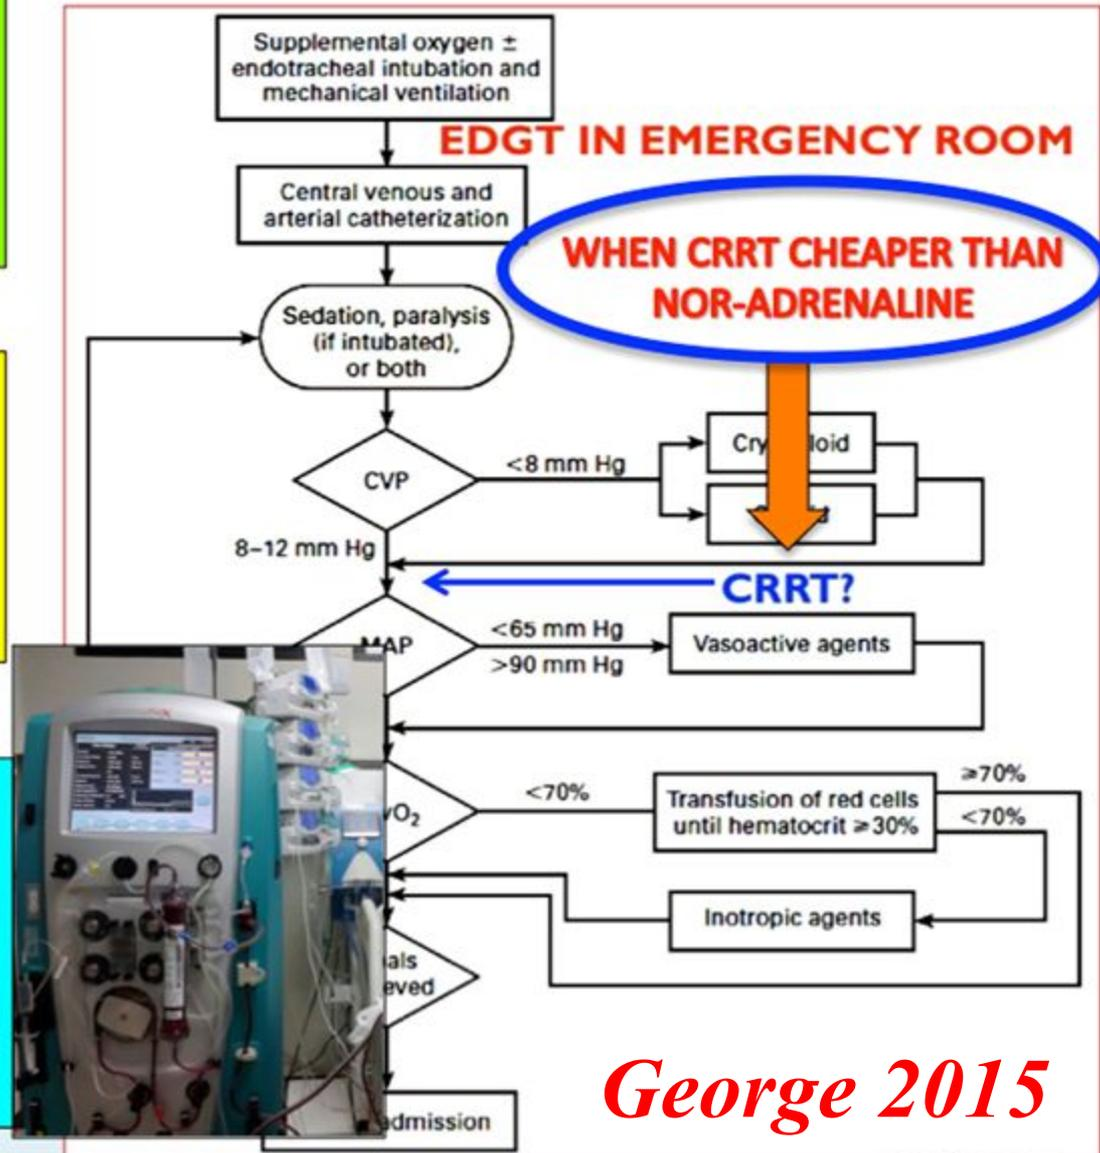 Supplemental oxygen ±
endotracheal intubation and
mechanical ventilation
EDGT IN EMERGENCY ROOM
Central venous and
arterial catheterization
WHEN CRRT CHEAPER THAN
NOR-ADRENALINE
Sedation, paralysis
(if intubated),
or both
CVP
<8 mm Hg
8–12 mm Hg
CRRT?
MAP
<65 mm Hg
>90 mm Hg
Vasoactive agents
<70%
Transfusion of red cells
until hematocrit ≥30%
≥70%
<70%
Inotropic agents
George 2015